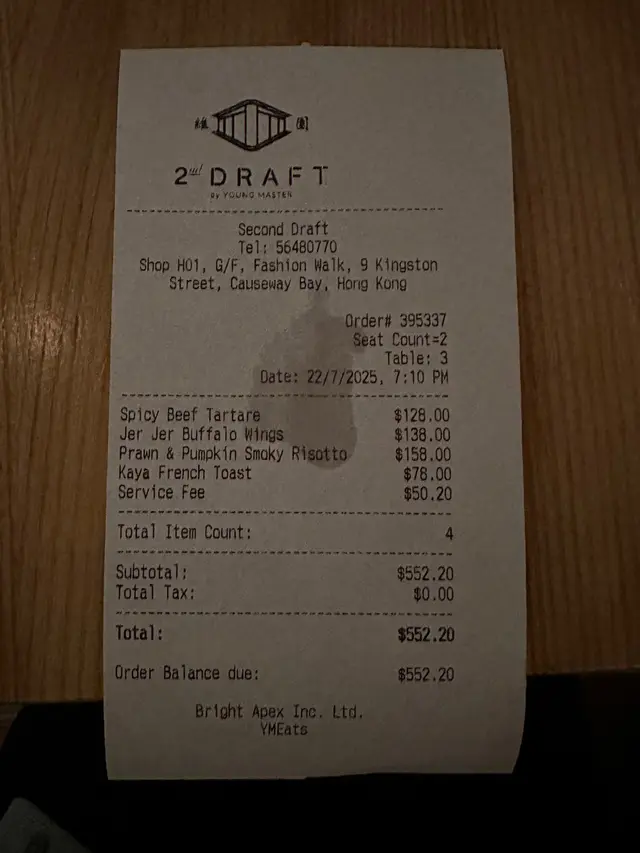 維 園
2nd DRAFT
by YOUNG MASTER
Second Draft
Tel: 56480770
Shop H01, G/F, Fashion Walk, 9 Kingston
Street, Causeway Bay, Hong Kong
Order# 395337
Seat Count=2
Table: 3
Date: 22/7/2025, 7:10 PM
Spicy Beef Tartare $128.00
Jer Jer Buffalo Wings $138.00
Prawn & Pumpkin Smoky Risotto $158.00
Kaya French Toast $78.00
Service Fee $50.20
Total Item Count: 4
Subtotal: $552.20
Total Tax: $0.00
Total: $552.20
Order Balance due: $552.20
Bright Apex Inc. Ltd.
YMEats